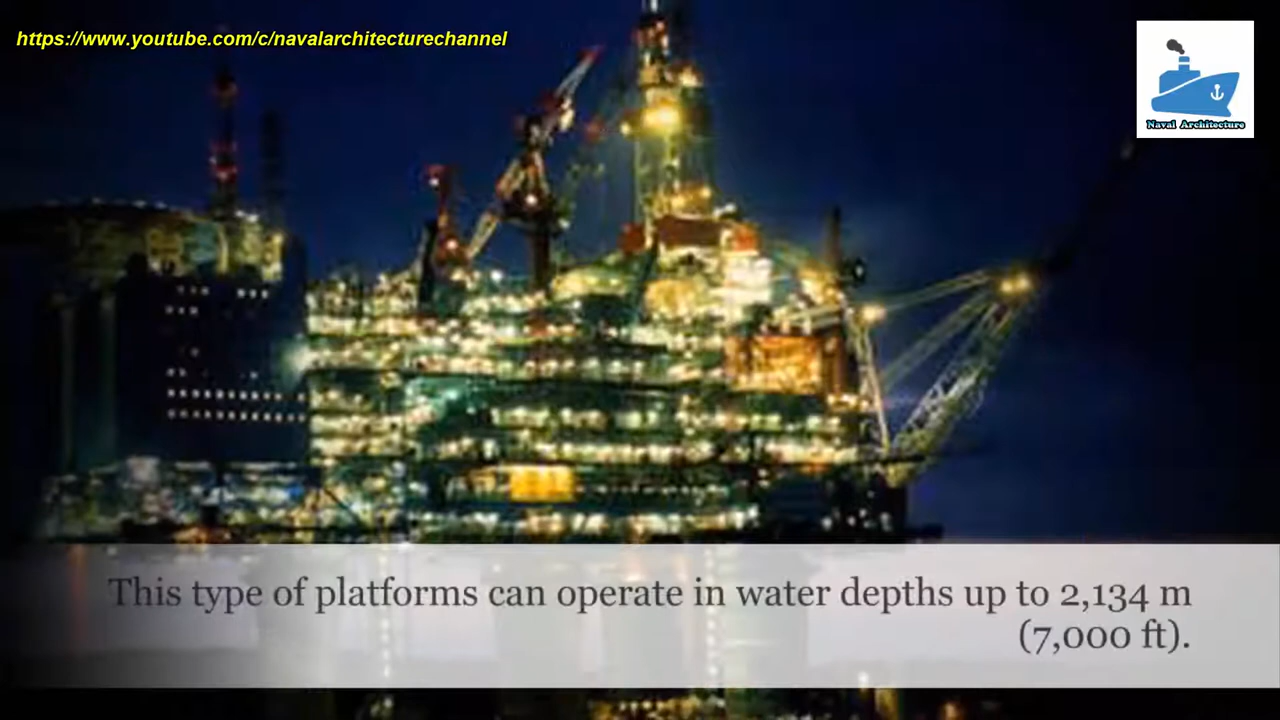 https://www.youtube.com/c/navalarchitecturechannel
Naval Architecture
This type of platforms can operate in water depths up to 2,134 m
(7,000 ft).